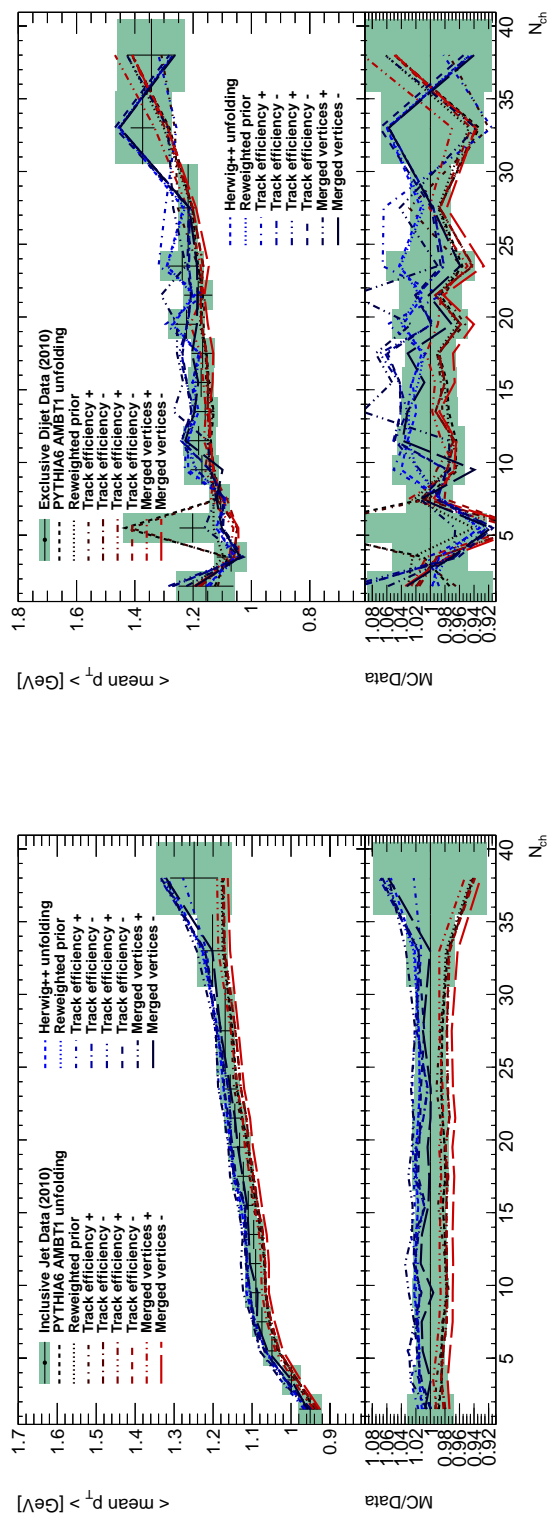 Inclusive Jet Data (2010)
PYTHIA6 AMBT1 unfolding
Reweighted prior
Track efficiency +
Track efficiency -
Track efficiency +
Track efficiency -
Merged vertices +
Merged vertices -
Herwig++ unfolding
Reweighted prior
Track efficiency +
Track efficiency -
Track efficiency +
Track efficiency -
Merged vertices +
Merged vertices -
< mean p_T > [GeV]
1.7
1.6
1.5
1.4
1.3
1.2
1.1
1
0.9
MC/Data
1.08
1.06
1.04
1.02
1
0.98
0.96
0.94
0.92
5 10 15 20 25 30 35 40
N_ch
Exclusive Dijet Data (2010)
PYTHIA6 AMBT1 unfolding
Reweighted prior
Track efficiency +
Track efficiency -
Track efficiency +
Track efficiency -
Merged vertices +
Merged vertices -
Herwig++ unfolding
Reweighted prior
Track efficiency +
Track efficiency -
Track efficiency +
Track efficiency -
Merged vertices +
Merged vertices -
< mean p_T > [GeV]
1.8
1.6
1.4
1.2
1
0.8
MC/Data
1.08
1.06
1.04
1.02
1
0.98
0.96
0.94
0.92
5 10 15 20 25 30 35 40
N_ch